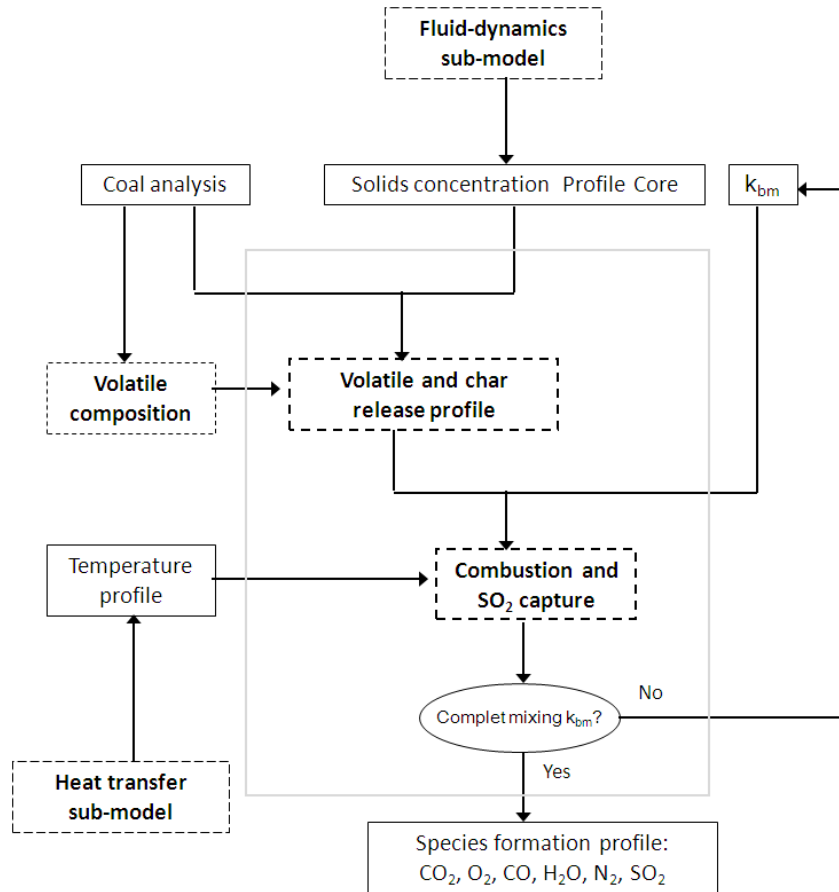 Fluid-dynamics
sub-model
Coal analysis
Solids concentration Profile Core
k_bm
Volatile
composition
Volatile and char
release profile
Temperature
profile
Combustion and
SO₂ capture
Complet mixing k_bm?
No
Yes
Heat transfer
sub-model
Species formation profile:
CO₂, O₂, CO, H₂O, N₂, SO₂